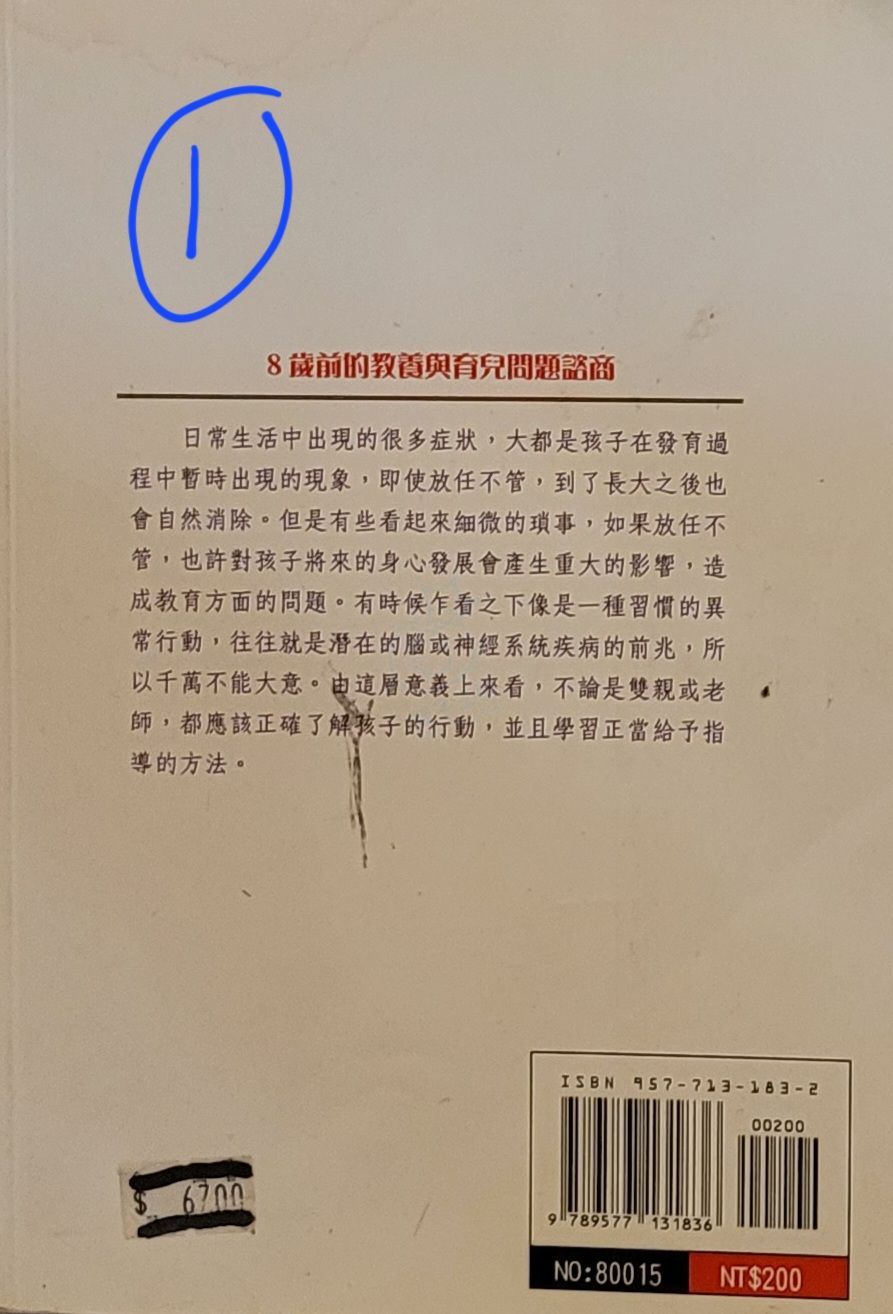 1
8歲前的教養與育兒問題諮商
日常生活中出現的很多症狀，大都是孩子在發育過
程中暫時出現的現象，即使放任不管，到了長大之後也
會自然消除。但是有些看起來細微的瑣事，如果放任不
管，也許對孩子將來的身心發展會產生重大的影響，造
成教育方面的問題。有時候乍看之下像是一種習慣的異
常行動，往往就是潛在的腦或神經系統疾病的前兆，所
以千萬不能大意。由這層意義上來看，不論是雙親或老
師，都應該正確了解孩子的行動，並且學習正當給予指
導的方法。
ISBN 957-713-183-2
00200
9 789577 131836
$ 6700
NO:80015 NT$200